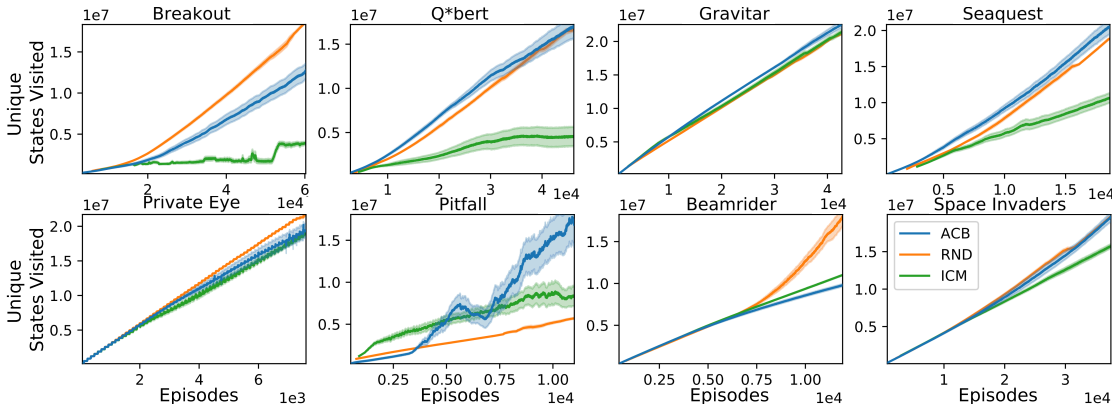 Breakout
1e7
Unique
States Visited
1.5
1.0
0.5
2
4
6
1e4
Q*bert
1e7
1.5
1.0
0.5
1
2
3
4
1e4
Gravitar
1e7
2.0
1.5
1.0
0.5
1
2
3
4
1e4
Seaquest
1e7
2.0
1.5
1.0
0.5
0.5
1.0
1.5
1e4
Private Eye
1e7
Unique
States Visited
2.0
1.5
1.0
0.5
2
4
6
Episodes
1e3
Pitfall
1e7
1.5
1.0
0.5
0.25
0.50
0.75
1.00
1e4
Beamrider
1e7
1.5
1.0
0.5
0.25
0.50
0.75
1.00
Episodes
1e4
Space Invaders
1e7
ACB
RND
ICM
1.5
1.0
0.5
1
2
3
Episodes
1e4